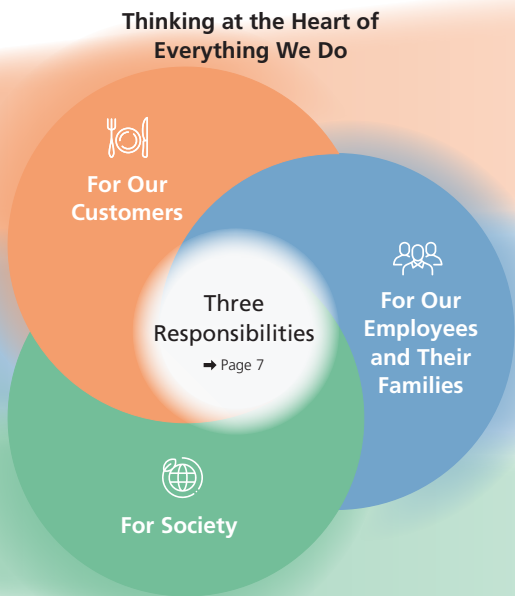 Thinking at the Heart of
Everything We Do
For Our
Customers
Three
Responsibilities
➡ Page 7
For Our
Employees
and Their
Families
For Society